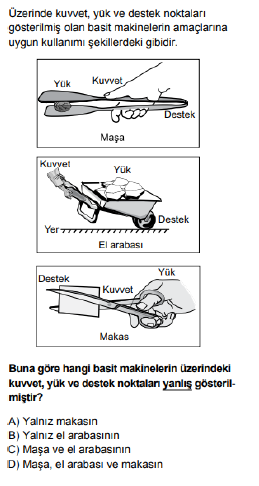 Üzerinde kuvvet, yük ve destek noktaları
gösterilmiş olan basit makinelerin amaçlarına
uygun kullanımı şekillerdeki gibidir.
Yük
Kuvvet
Destek
Maşa
Kuvvet
Yük
Destek
Yer
El arabası
Destek
Yük
Kuvvet
Makas
Buna göre hangi basit makinelerin üzerindeki
kuvvet, yük ve destek noktaları yanlış gösteril-
miştir?
A) Yalnız makasın
B) Yalnız el arabasının
C) Maşa ve el arabasının
D) Maşa, el arabası ve makasın